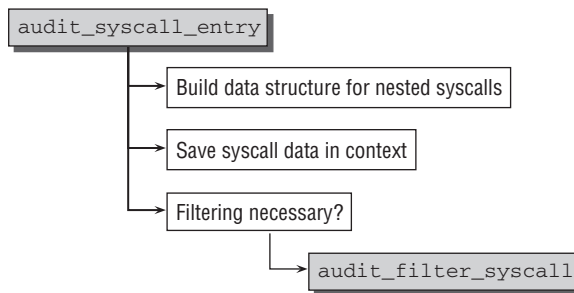 audit_syscall_entry
Build data structure for nested syscalls
Save syscall data in context
Filtering necessary?
audit_filter_syscall